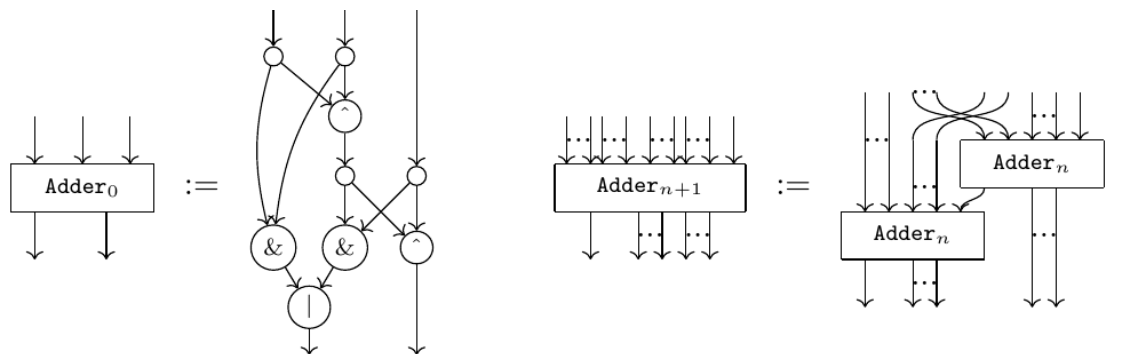 ˆ
Adder₀ :=
& & ˆ
|
... ... ... ...
Adderₙ₊₁ :=
... ...
... ...
... Adderₙ
...
Adderₙ ...
...